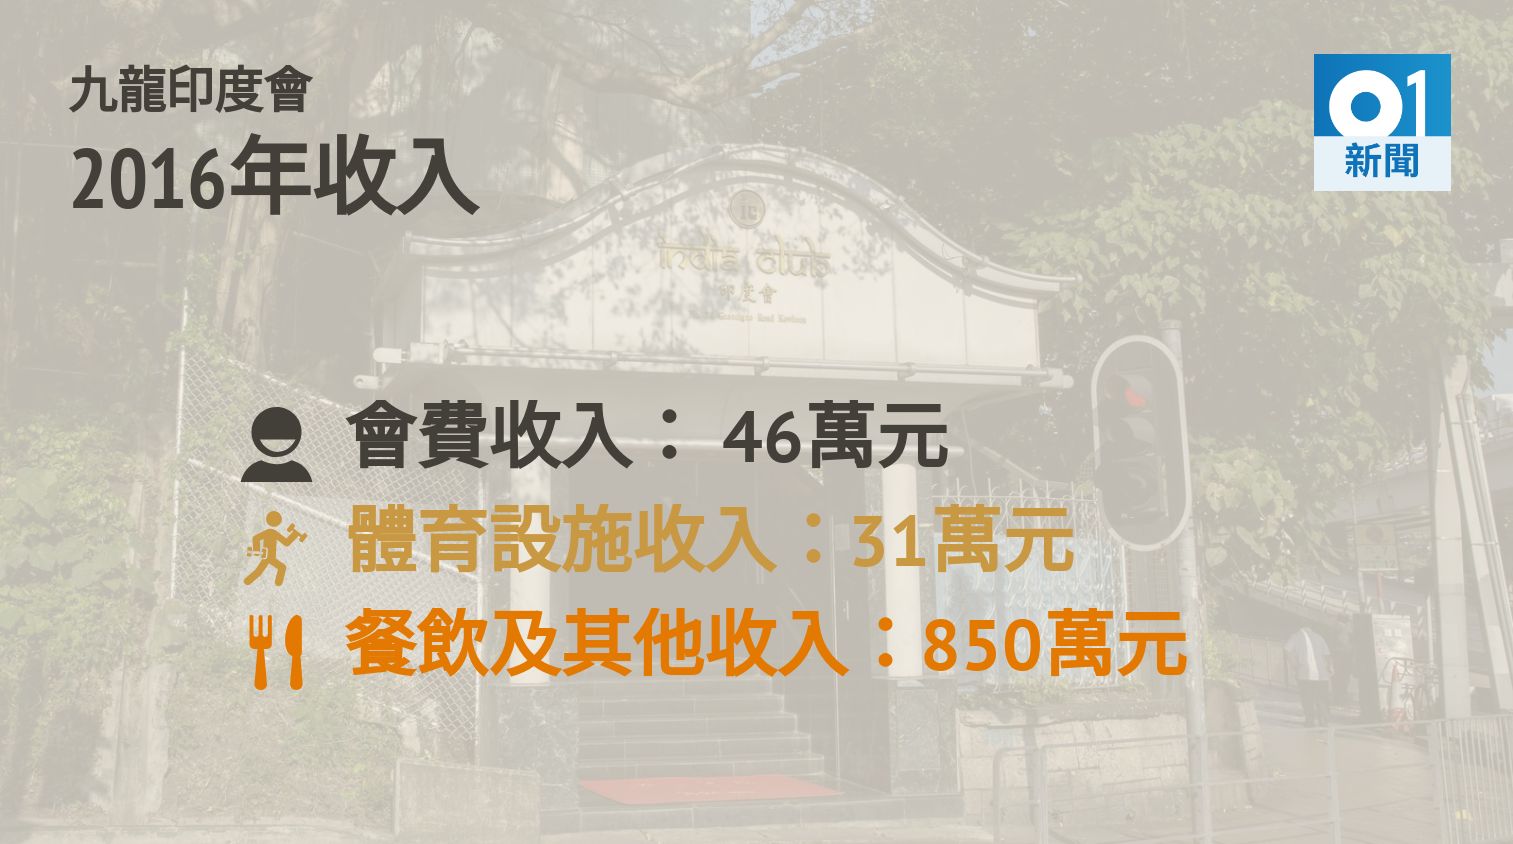 九龍印度會
2016年收入
01
新聞
IC
india club
印度會
會費收入： 46萬元
體育設施收入：31萬元
餐飲及其他收入：850萬元